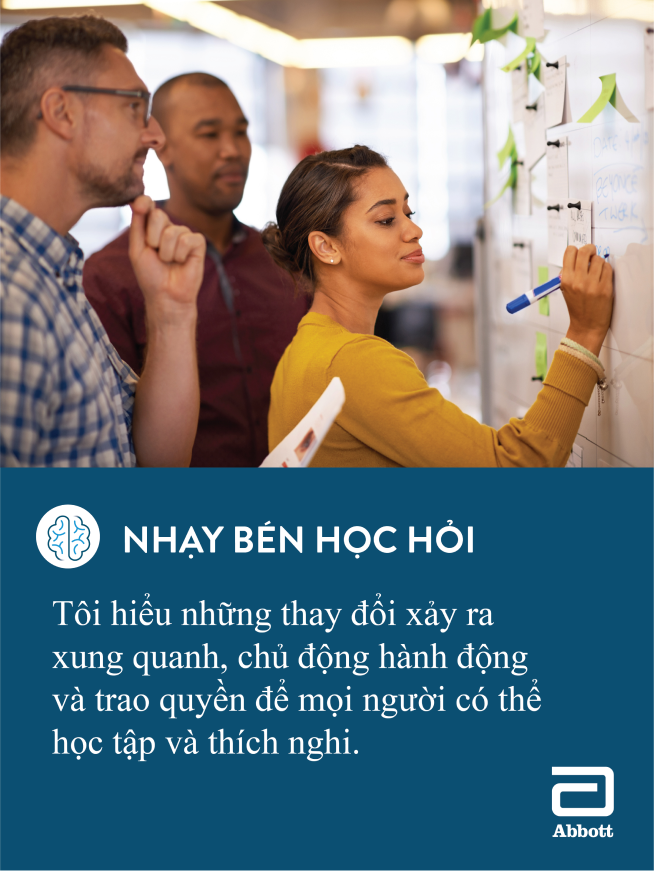 NHẠY BÉN HỌC HỎI
Tôi hiểu những thay đổi xảy ra
xung quanh, chủ động hành động
và trao quyền để mọi người có thể
học tập và thích nghi.
Abbott